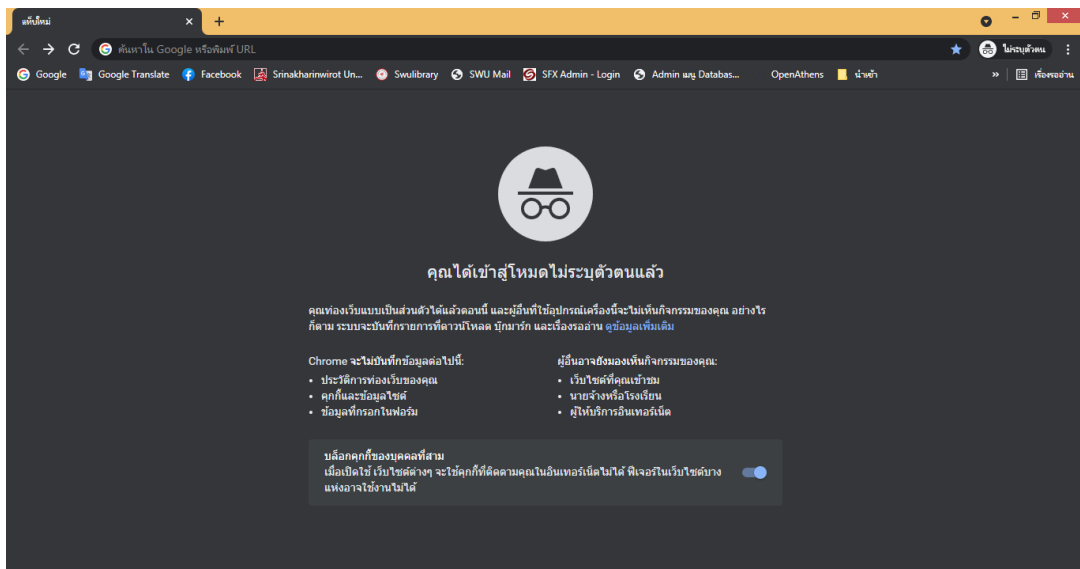 แท็บใหม่
ค้นหาใน Google หรือพิมพ์ URL
ไม่ระบุตัวตน
Google Google Translate Facebook Srinakharinwirot Un... Swulibrary SWU Mail SFX Admin - Login Admin เมนู Databas... OpenAthens นำเข้า » เรื่องรออ่าน
คุณได้เข้าสู่โหมดไม่ระบุตัวตนแล้ว
คุณท่องเว็บแบบเป็นส่วนตัวได้แล้วตอนนี้ และผู้อื่นที่ใช้อุปกรณ์เครื่องนี้จะไม่เห็นกิจกรรมของคุณ อย่างไร
ก็ตาม ระบบจะบันทึกรายการที่ดาวน์โหลด บุ๊กมาร์ก และเรื่องรออ่าน ดูข้อมูลเพิ่มเติม
Chrome จะไม่บันทึกข้อมูลต่อไปนี้:
• ประวัติการท่องเว็บของคุณ
• คุกกี้และข้อมูลไซต์
• ข้อมูลที่กรอกในฟอร์ม
ผู้อื่นอาจยังมองเห็นกิจกรรมของคุณ:
• เว็บไซต์ที่คุณเข้าชม
• นายจ้างหรือโรงเรียน
• ผู้ให้บริการอินเทอร์เน็ต
บล็อกคุกกี้ของบุคคลที่สาม
เมื่อเปิดใช้ เว็บไซต์ต่างๆ จะใช้คุกกี้ที่ติดตามคุณในอินเทอร์เน็ตไม่ได้ ฟีเจอร์ในเว็บไซต์บาง
แห่งอาจใช้งานไม่ได้